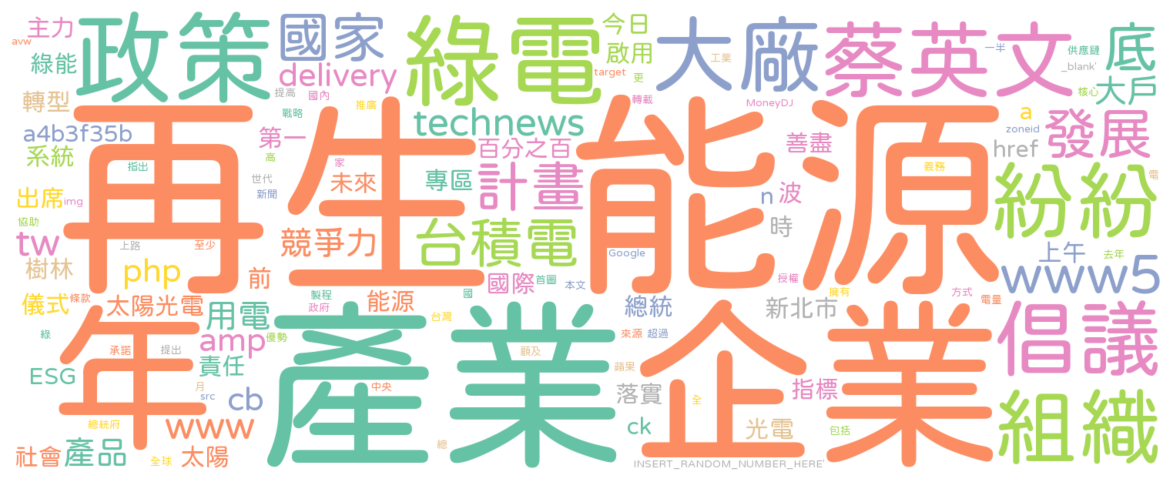 再生能源
年
產業
企業
政策
綠電
大廠
蔡英文
紛紛
倡議
組織
國家
計畫
台積電
發展
底
www5
technews
delivery
主力
avw
綠能
轉型
a4b3f35b
系統
出席
img
協助
tw
樹林
儀式
綠
ESG
社會
產品
太陽
全球
總統府
承諾
提出
太陽光電
條款
php
上路
至少
前
指出
第一
戰略
提高
國內
推廣
高
世代
新聞
家
未來
競爭力
用電
amp
優勢
責任
月
src
cb
www
製程
政府
能源
中央
台灣
總
國
國際
首圖
本文
專區
百分之百
今日
啟用
target
更
轉載
工業
MoneyDJ
善盡
n
波
時
Google
授權
擁有
總統
新北市
來源
超過
顧及
蘋果
落實
ck
全
光電
指標
包括
INSERT_RANDOM_NUMBER_HERE'
方式
電量
義務
上午
去年
電
href
zoneid
a
一半
供應鏈
_blank'
核心
大戶